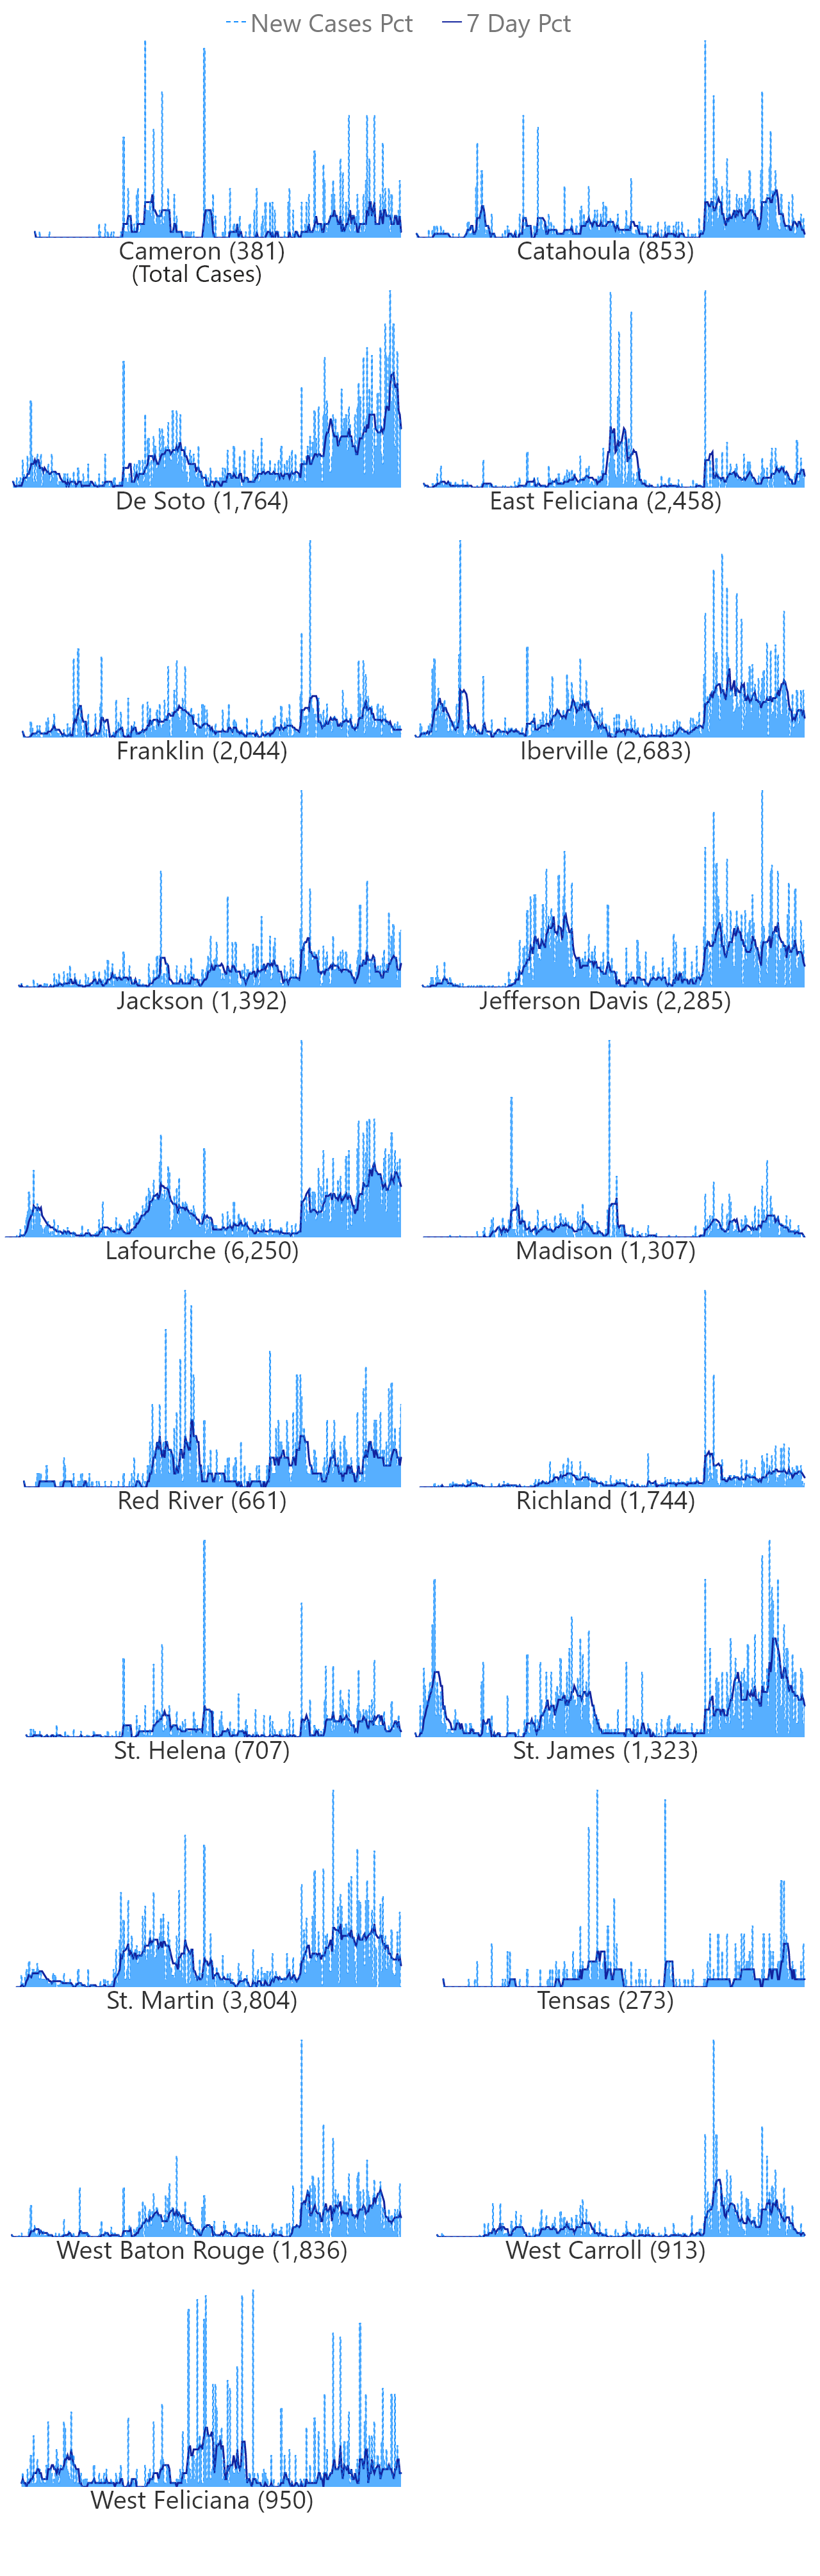 New Cases Pct 7 Day Pct
Cameron (381) Catahoula (853)
(Total Cases)
De Soto (1,764) East Feliciana (2,458)
Franklin (2,044) Iberville (2,683)
Jackson (1,392) Jefferson Davis (2,285)
Lafourche (6,250) Madison (1,307)
Red River (661) Richland (1,744)
St. Helena (707) St. James (1,323)
St. Martin (3,804) Tensas (273)
West Baton Rouge (1,836) West Carroll (913)
West Feliciana (950)